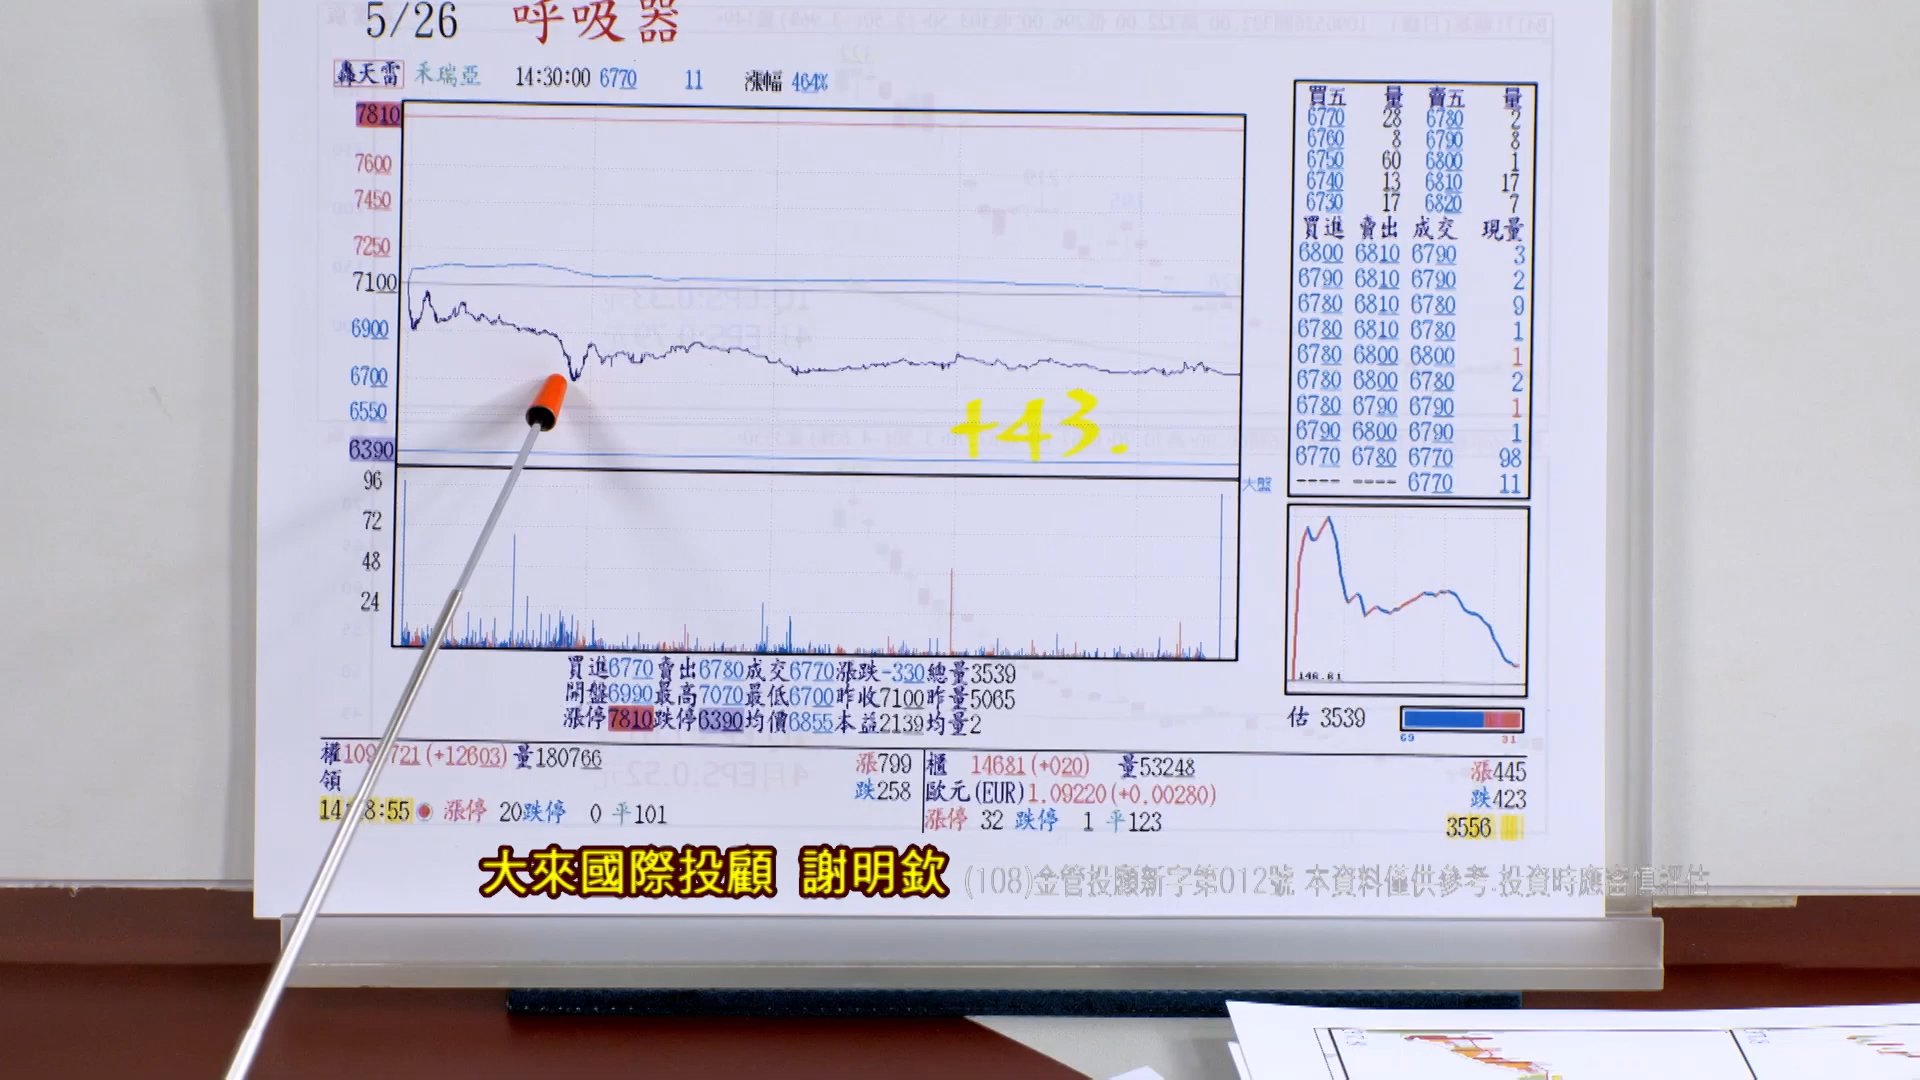 5/26 呼吸器
轟天雷 禾瑞亞 14:30:00 6770 11 漲幅 464%
7810
7600
7450
7250
7100
6900
6700
6550
6390
96
72
48
24
+43.
大盤
買五 量 賣五 量
6770 28 6780 2
6760 8 6790 8
6750 60 6800 1
6740 13 6810 17
6730 17 6820 7
買進 賣出 成交 現量
6800 6810 6790 3
6790 6810 6790 2
6780 6810 6780 9
6780 6810 6780 1
6780 6800 6800 1
6780 6800 6780 2
6780 6790 6790 1
6790 6800 6790 1
6770 6780 6770 98
---- ---- 6770 11
146.61
估 3539
69 31
買進6770賣出6780成交6770漲跌-330總量3539
開盤6990最高7070最低6700昨收7100昨量5065
漲停7810跌停6390均價6855本益2139均量2
權 721(+12603) 量180766 漲799
領 跌258
漲停 20跌停 0 平101
櫃 14681(+020) 量53248 漲445
歐元(EUR)1.09220(+0.00280) 跌423
漲停 32 跌停 1 平123 3556
大來國際投顧 謝明欽 (108)金管投顧新字第012號 本資料僅供參考.投資時應審慎評估